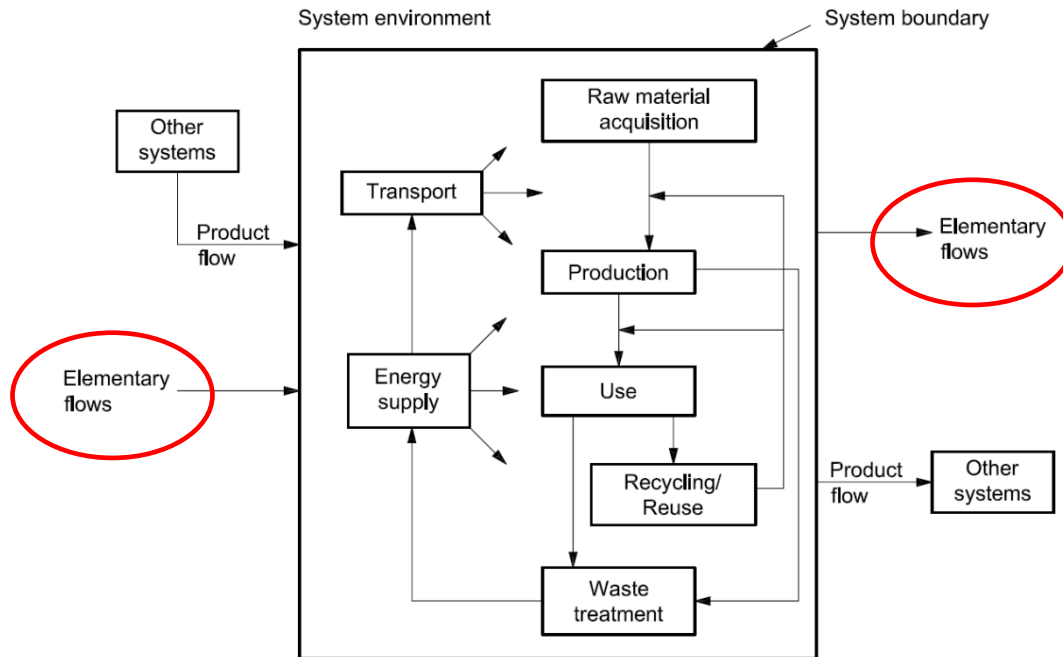 System environment
System boundary
Raw material
acquisition
Other
systems
Transport
Product
flow
Elementary
flows
Production
Elementary
flows
Energy
supply
Use
Recycling/
Reuse
Product
flow
Other
systems
Waste
treatment